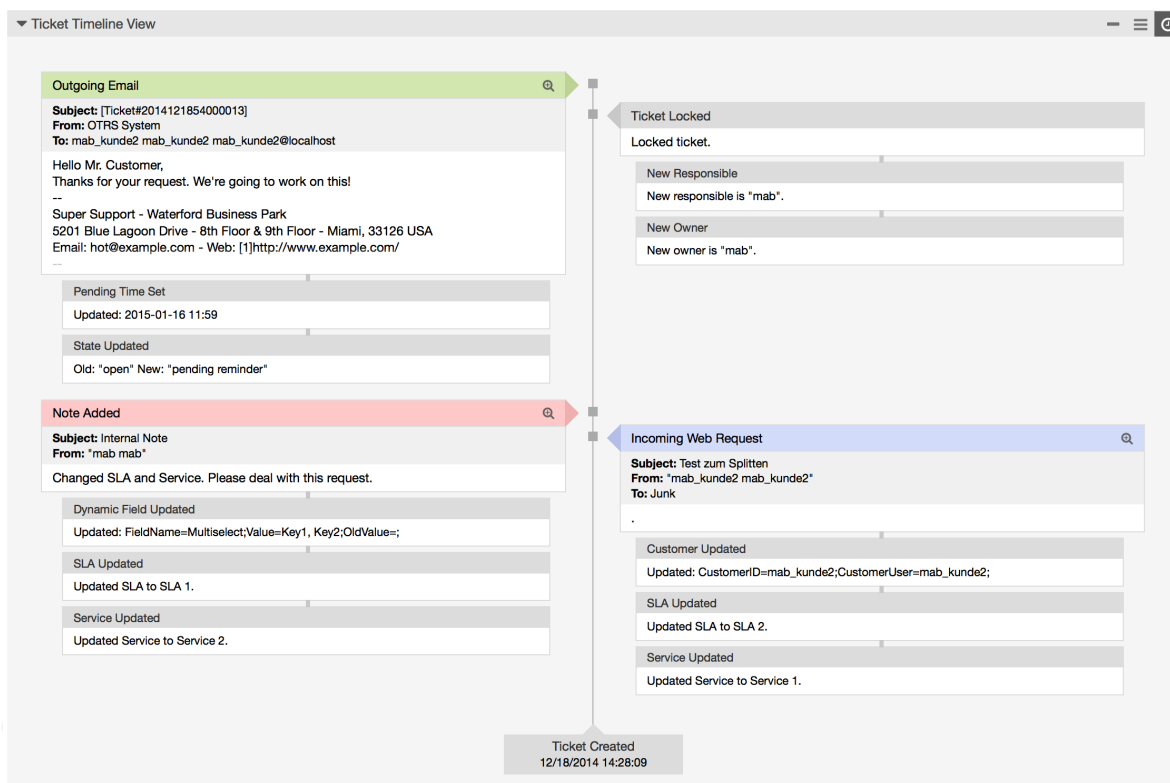 Ticket Timeline View
Outgoing Email
Subject: [Ticket#2014121854000013]
From: OTRS System
To: mab_kunde2 mab_kunde2 mab_kunde2@localhost
Hello Mr. Customer,
Thanks for your request. We're going to work on this!
--
Super Support - Waterford Business Park
5201 Blue Lagoon Drive - 8th Floor & 9th Floor - Miami, 33126 USA
Email: hot@example.com - Web: [1]http://www.example.com/
--
Pending Time Set
Updated: 2015-01-16 11:59
State Updated
Old: "open" New: "pending reminder"
Ticket Locked
Locked ticket.
New Responsible
New responsible is "mab".
New Owner
New owner is "mab".
Note Added
Subject: Internal Note
From: "mab mab"
Changed SLA and Service. Please deal with this request.
Dynamic Field Updated
Updated: FieldName=Multiselect;Value=Key1, Key2;OldValue=;
SLA Updated
Updated SLA to SLA 1.
Service Updated
Updated Service to Service 2.
Incoming Web Request
Subject: Test zum Splitten
From: "mab_kunde2 mab_kunde2"
To: Junk
.
Customer Updated
Updated: CustomerID=mab_kunde2;CustomerUser=mab_kunde2;
SLA Updated
Updated SLA to SLA 2.
Service Updated
Updated Service to Service 1.
Ticket Created
12/18/2014 14:28:09